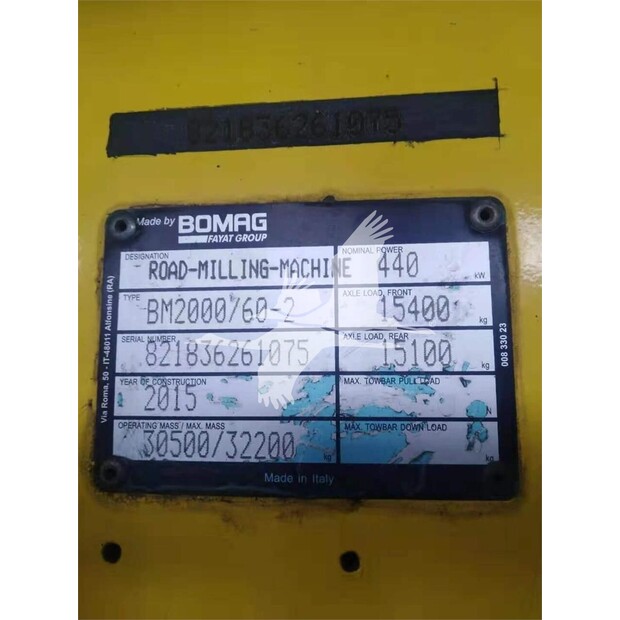 821836261075
Made by BOMAG
FAYAT GROUP
DESIGNATION
ROAD-MILLING-MACHINE
NOMINAL POWER
440 kW
TYPE
BM2000/60-2
AXLE LOAD, FRONT
15400 kg
SERIAL NUMBER
821836261075
AXLE LOAD, REAR
15100 kg
YEAR OF CONSTRUCTION
2015
MAX. TOWBAR PULL LOAD
N
OPERATING MASS / MAX. MASS
30500/32200 kg
MAX. TOWBAR DOWN LOAD
Made in Italy
Via Roma, 50 - IT-48011 Alfonsine (RA)
008 330 23